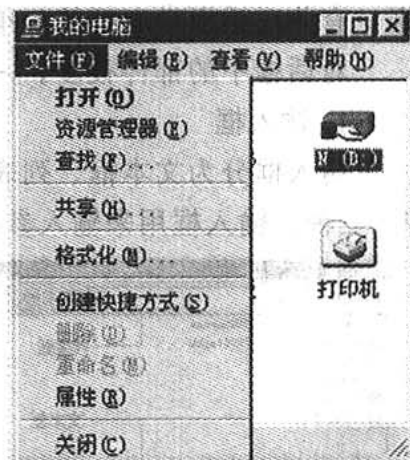 我的电脑
文件(F) 编辑(E) 查看(V) 帮助(H)
打开(O)
资源管理器(E)
查找(F)...
共享(H)...
格式化(M)...
创建快捷方式(S)
删除(D)
重命名(M)
属性(R)
关闭(C)
打印机